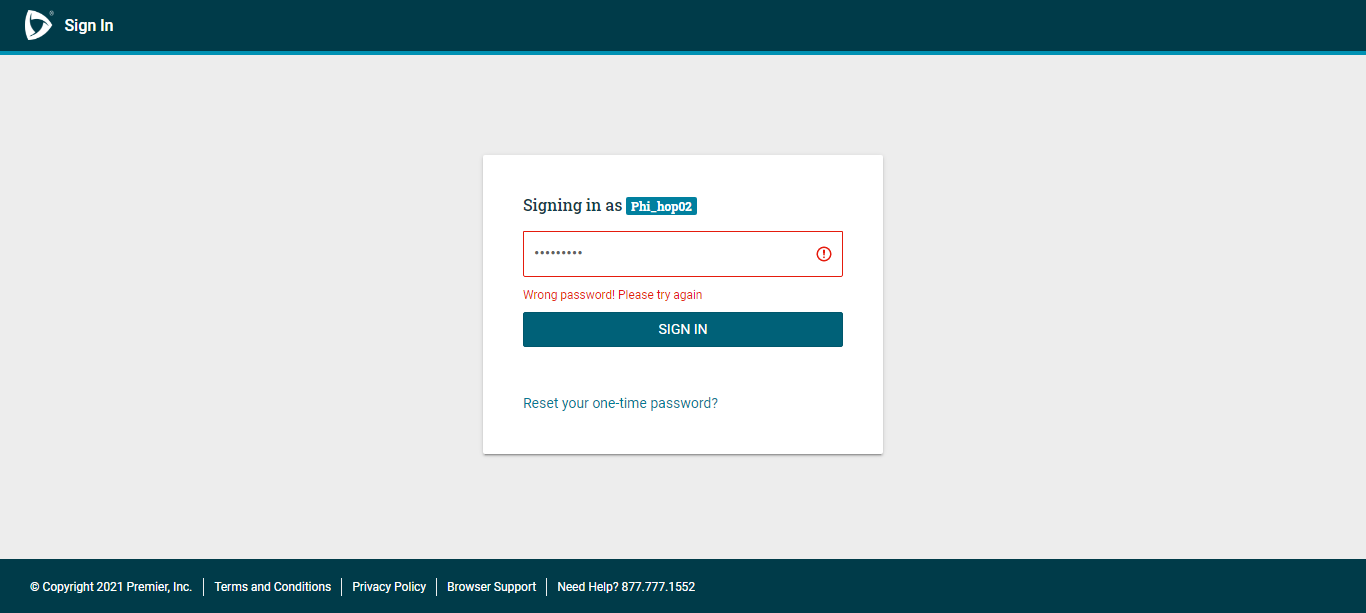 Sign In
Signing in as Phi_hop02
•••••••••
Wrong password! Please try again
SIGN IN
Reset your one-time password?
© Copyright 2021 Premier, Inc. Terms and Conditions Privacy Policy Browser Support Need Help? 877.777.1552